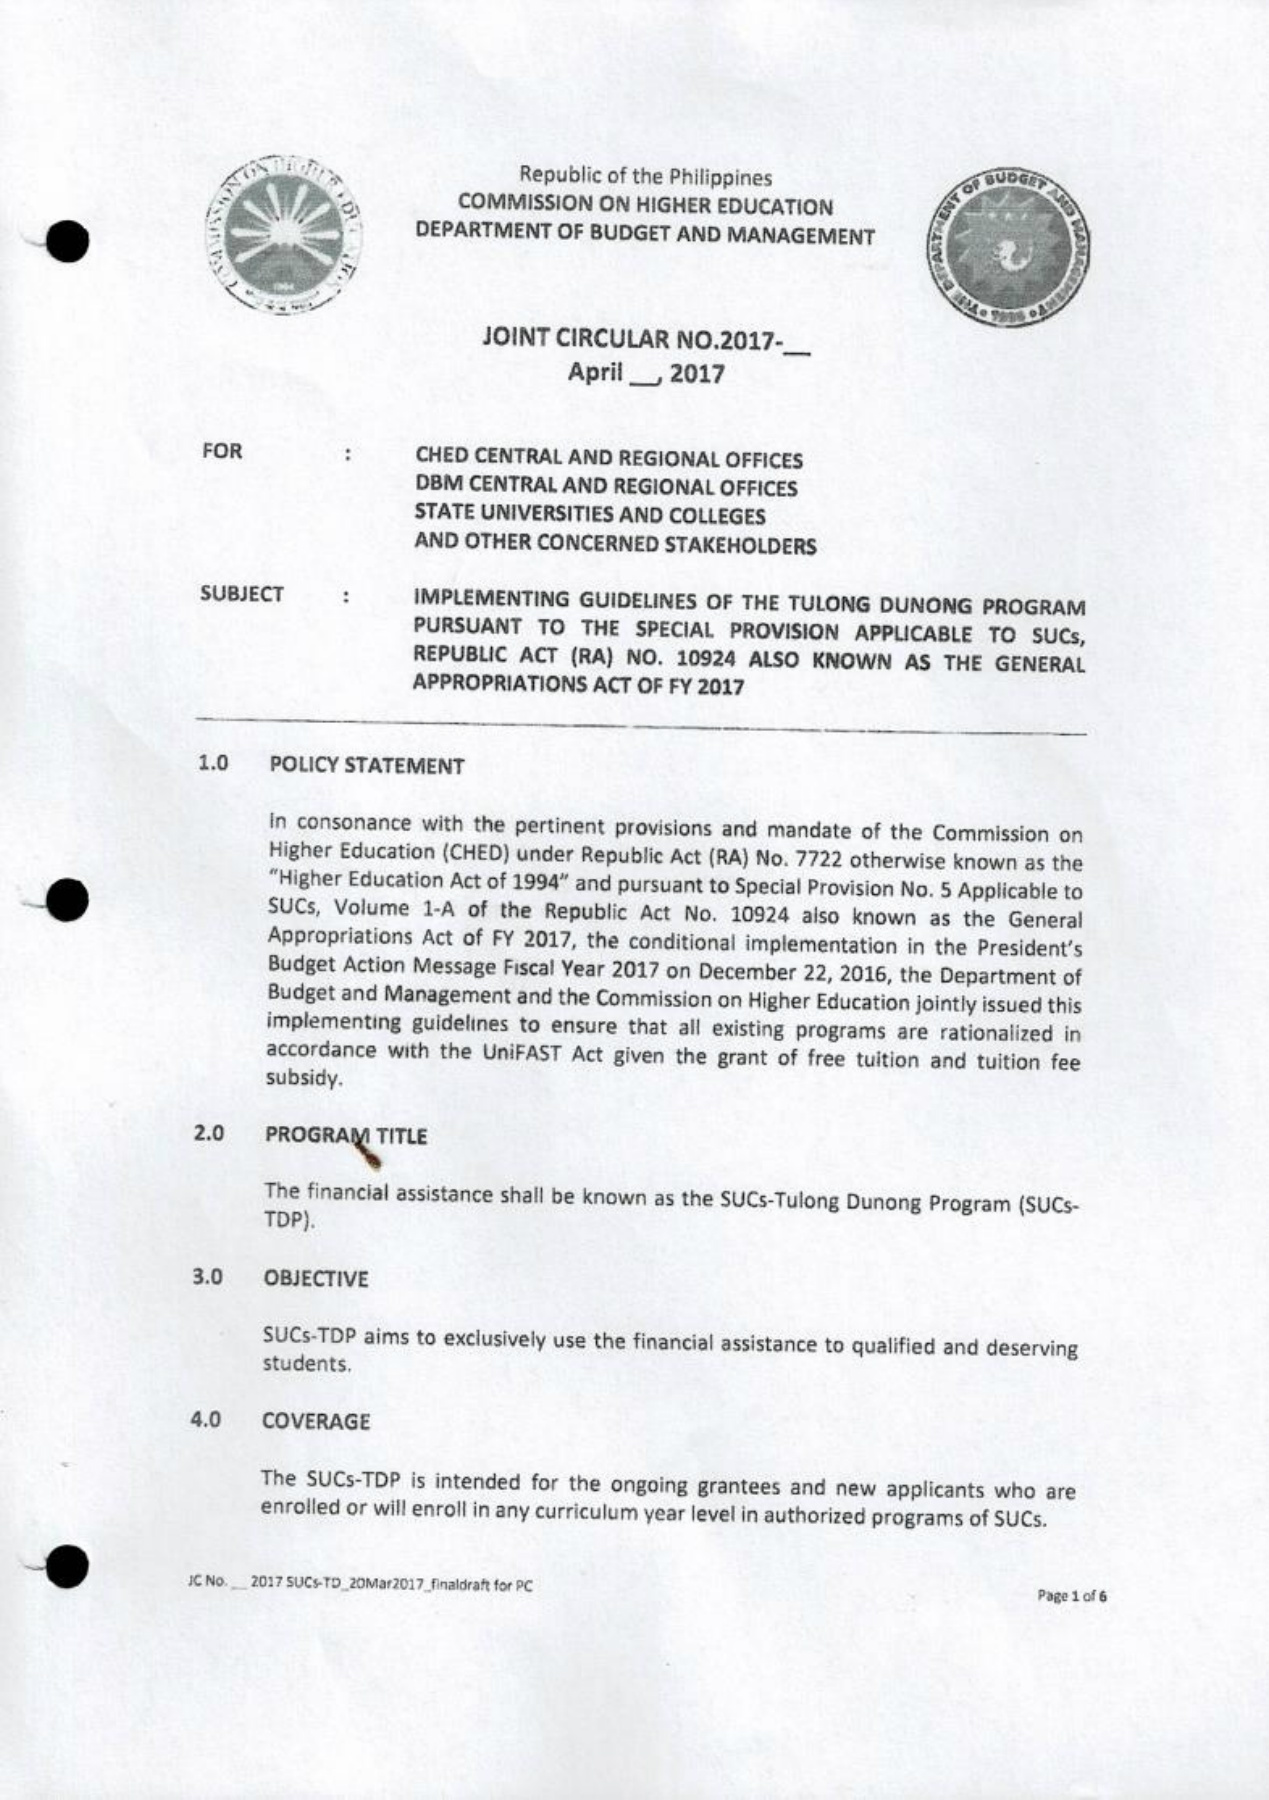 COMMISSION ON HIGHER EDUCATION
1994
Republic of the Philippines
COMMISSION ON HIGHER EDUCATION
DEPARTMENT OF BUDGET AND MANAGEMENT
THE DEPARTMENT OF BUDGET AND MANAGEMENT
JOINT CIRCULAR NO.2017-__
April __, 2017
FOR : CHED CENTRAL AND REGIONAL OFFICES
DBM CENTRAL AND REGIONAL OFFICES
STATE UNIVERSITIES AND COLLEGES
AND OTHER CONCERNED STAKEHOLDERS
SUBJECT : IMPLEMENTING GUIDELINES OF THE TULONG DUNONG PROGRAM
PURSUANT TO THE SPECIAL PROVISION APPLICABLE TO SUCs,
REPUBLIC ACT (RA) NO. 10924 ALSO KNOWN AS THE GENERAL
APPROPRIATIONS ACT OF FY 2017
1.0 POLICY STATEMENT
In consonance with the pertinent provisions and mandate of the Commission on
Higher Education (CHED) under Republic Act (RA) No. 7722 otherwise known as the
"Higher Education Act of 1994" and pursuant to Special Provision No. 5 Applicable to
SUCs, Volume 1-A of the Republic Act No. 10924 also known as the General
Appropriations Act of FY 2017, the conditional implementation in the President's
Budget Action Message Fiscal Year 2017 on December 22, 2016, the Department of
Budget and Management and the Commission on Higher Education jointly issued this
implementing guidelines to ensure that all existing programs are rationalized in
accordance with the UniFAST Act given the grant of free tuition and tuition fee
subsidy.
2.0 PROGRAM TITLE
The financial assistance shall be known as the SUCs-Tulong Dunong Program (SUCs-
TDP).
3.0 OBJECTIVE
SUCs-TDP aims to exclusively use the financial assistance to qualified and deserving
students.
4.0 COVERAGE
The SUCs-TDP is intended for the ongoing grantees and new applicants who are
enrolled or will enroll in any curriculum year level in authorized programs of SUCs.
JC No. __ 2017 SUCs-TD_20Mar2017_finaldraft for PC
Page 1 of 6